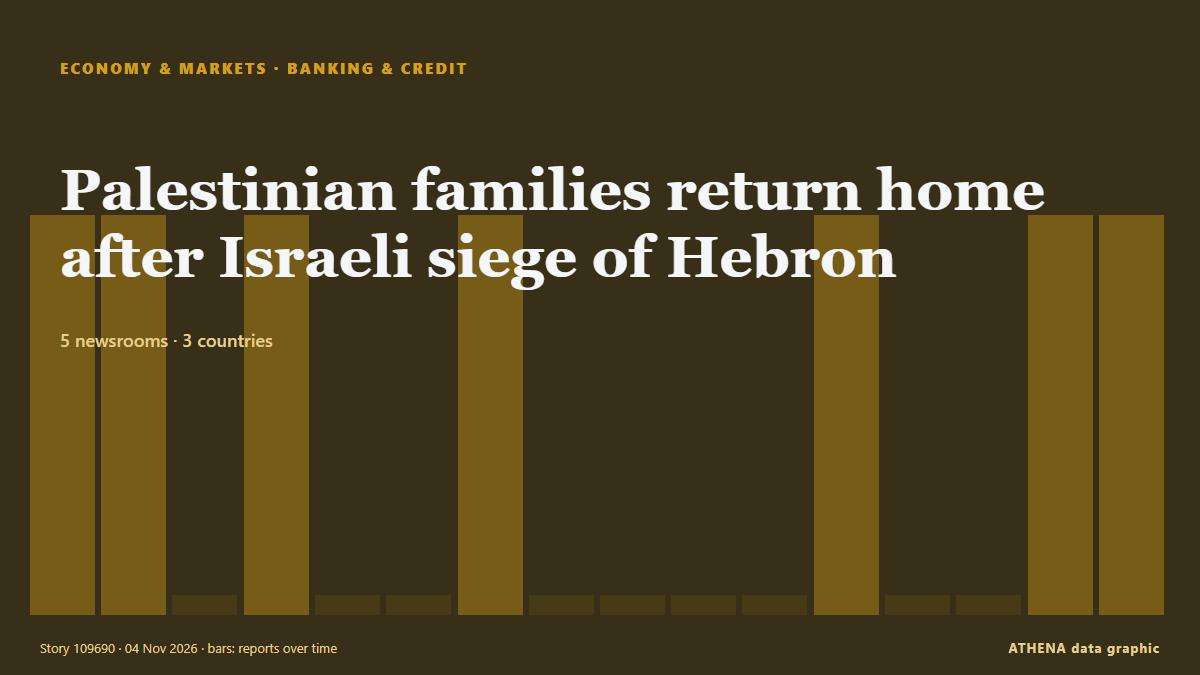 ECONOMY & MARKETS · BANKING & CREDIT
Palestinian families return home
after Israeli siege of Hebron
5 newsrooms · 3 countries
Story 109690 · 04 Nov 2026 · bars: reports over time
ATHENA data graphic